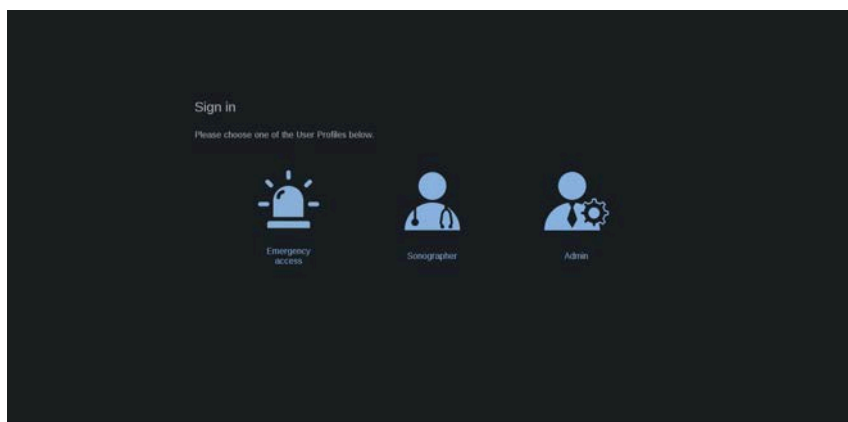 Sign in
Please choose one of the User Profiles below.
Emergency
access
Sonographer
Admin